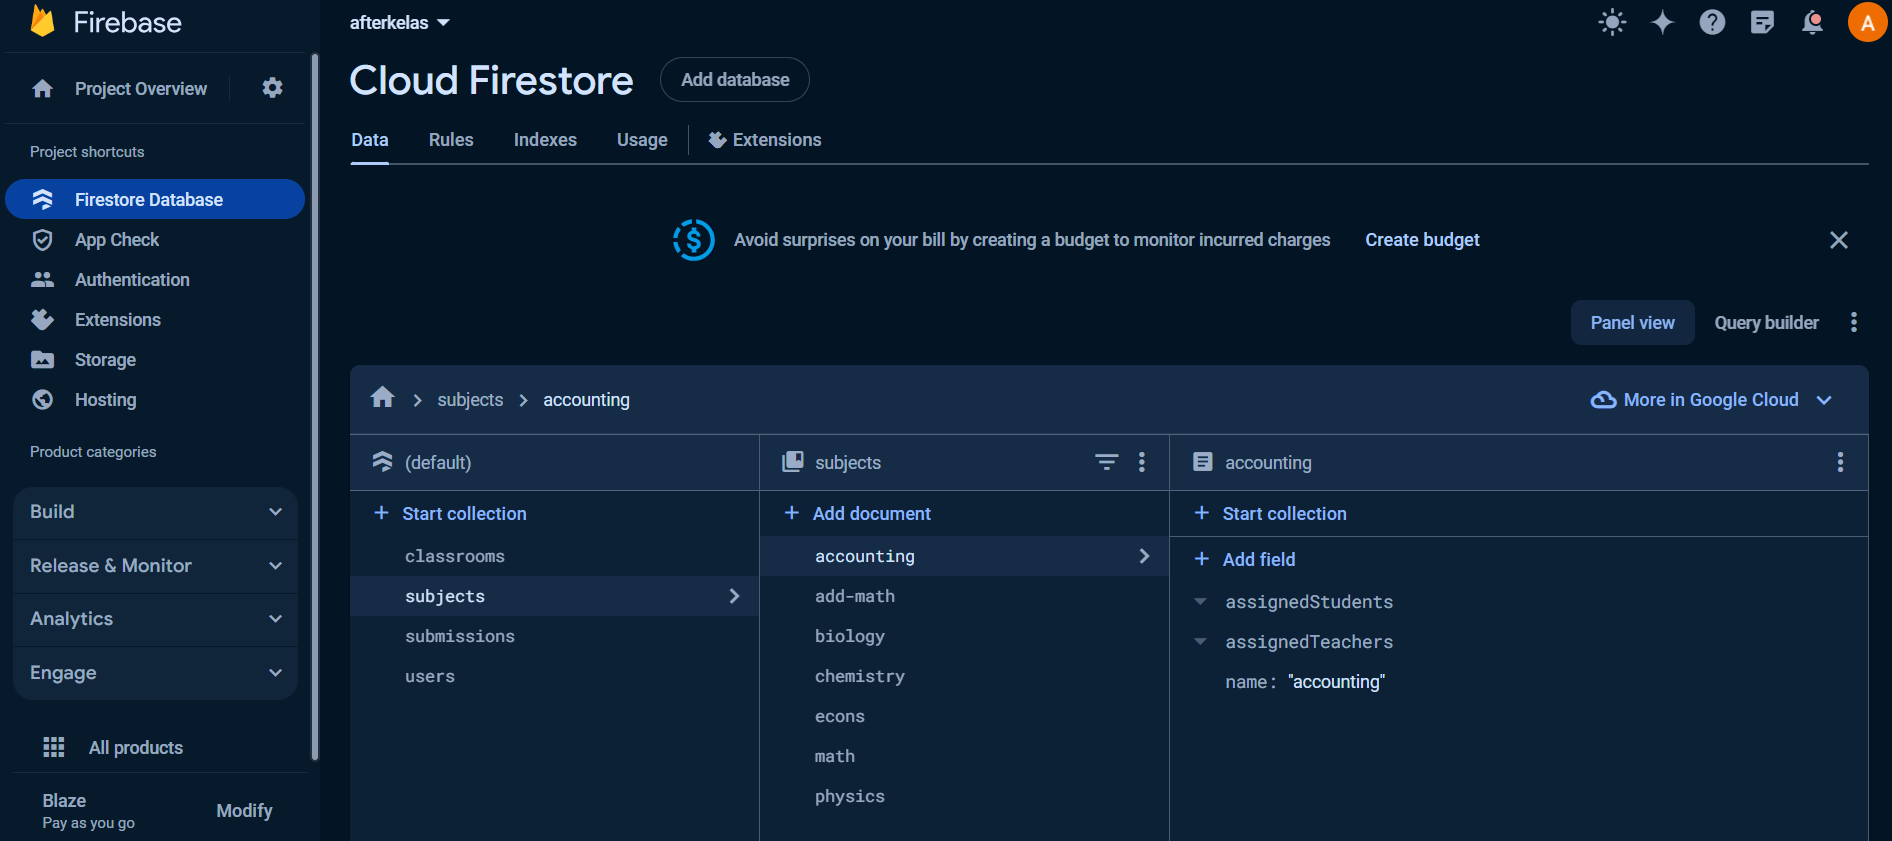 Firebase
Project Overview
Project shortcuts
Firestore Database
App Check
Authentication
Extensions
Storage
Hosting
Product categories
Build
Release & Monitor
Analytics
Engage
All products
Blaze
Pay as you go
Modify
afterkelas
A
Cloud Firestore
Add database
Data
Rules
Indexes
Usage
Extensions
Avoid surprises on your bill by creating a budget to monitor incurred charges
Create budget
Panel view
Query builder
subjects
accounting
More in Google Cloud
(default)
Start collection
classrooms
subjects
submissions
users
subjects
Add document
accounting
add-math
biology
chemistry
econs
math
physics
accounting
Start collection
Add field
assignedStudents
assignedTeachers
name: "accounting"